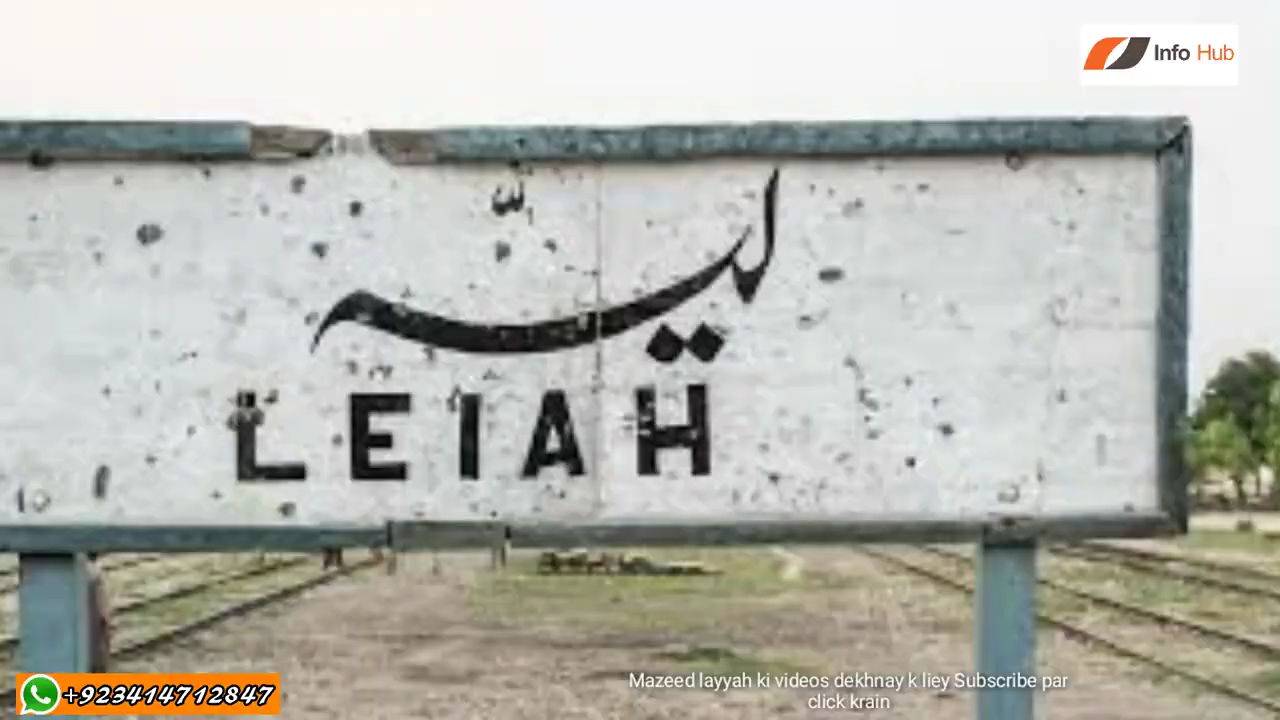 Info Hub
لیہ
LEIAH
+923414712847
Mazeed layyah ki videos dekhnay k liey Subscribe par
click krain